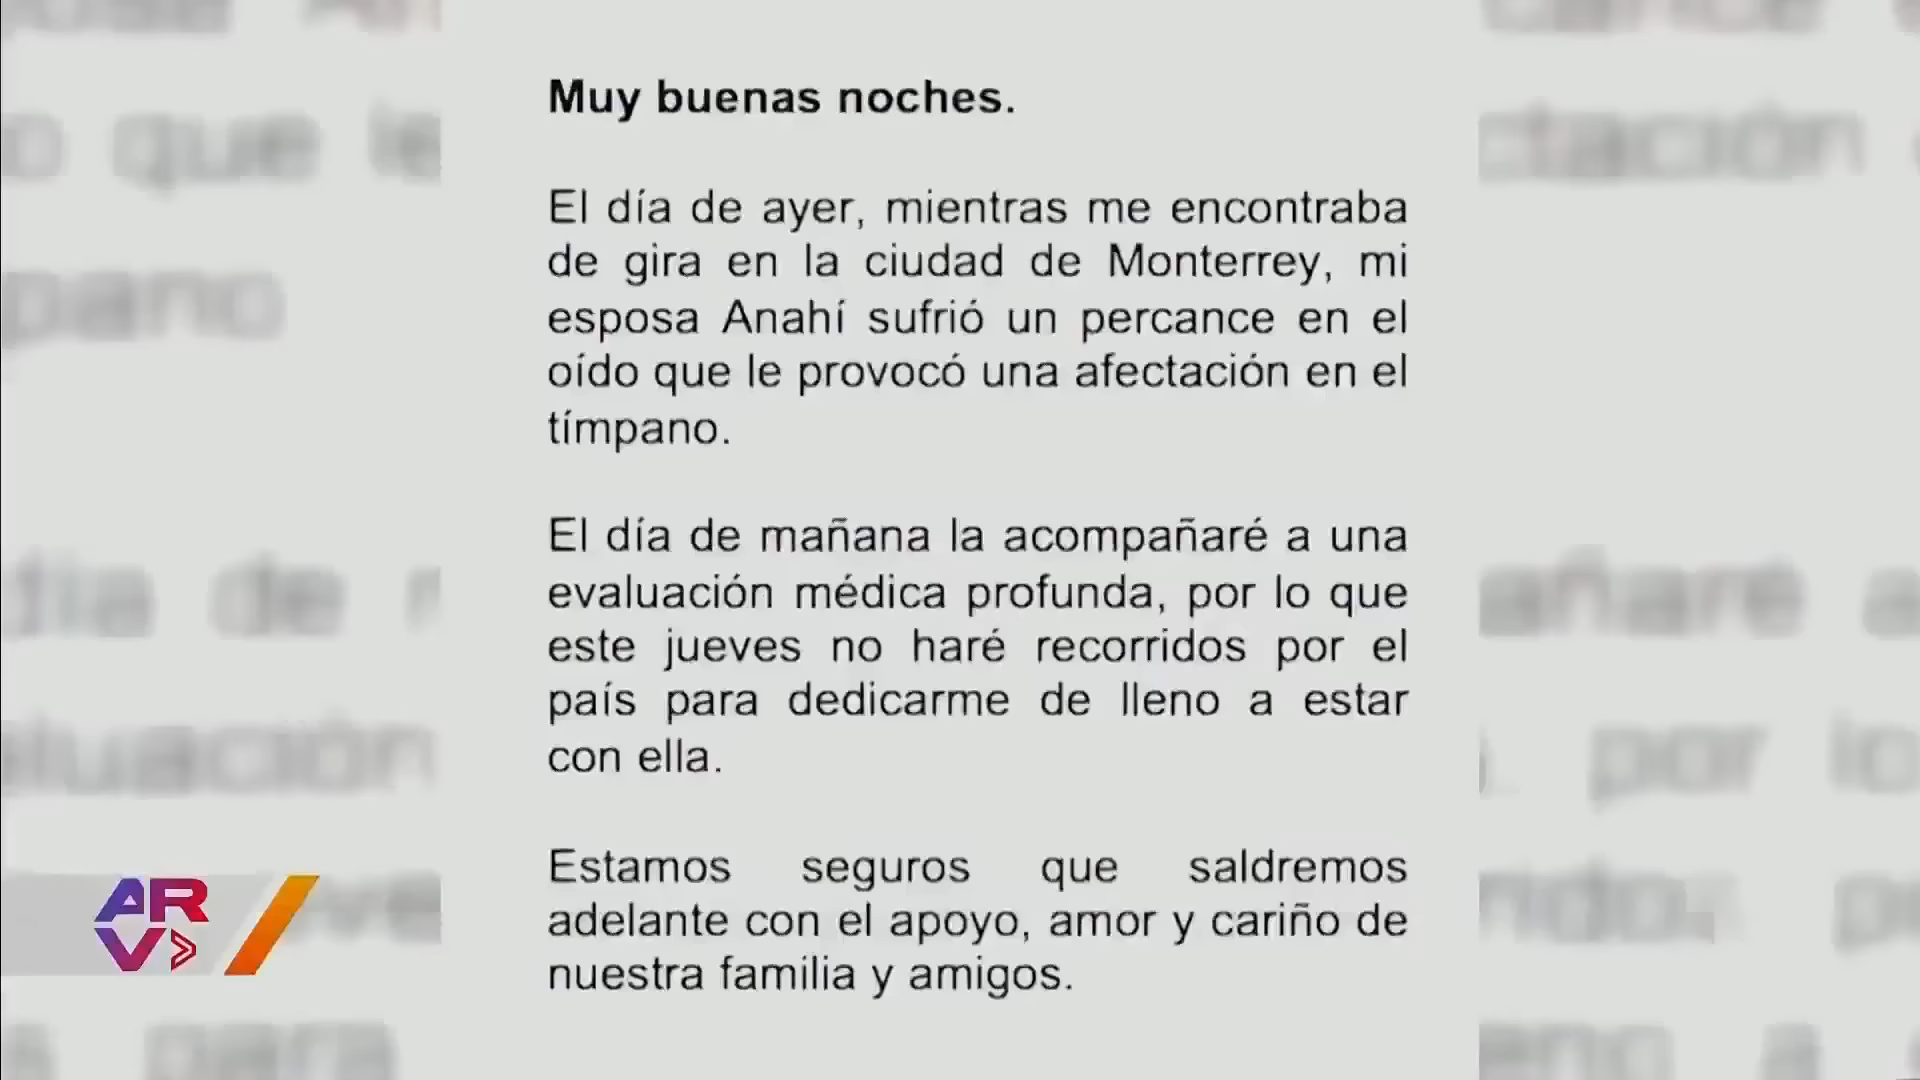 Muy buenas noches.
El día de ayer, mientras me encontraba
de gira en la ciudad de Monterrey, mi
esposa Anahí sufrió un percance en el
oído que le provocó una afectación en el
tímpano.
El día de mañana la acompañaré a una
evaluación médica profunda, por lo que
este jueves no haré recorridos por el
país para dedicarme de lleno a estar
con ella.
Estamos seguros que saldremos
adelante con el apoyo, amor y cariño de
nuestra familia y amigos.
ARV